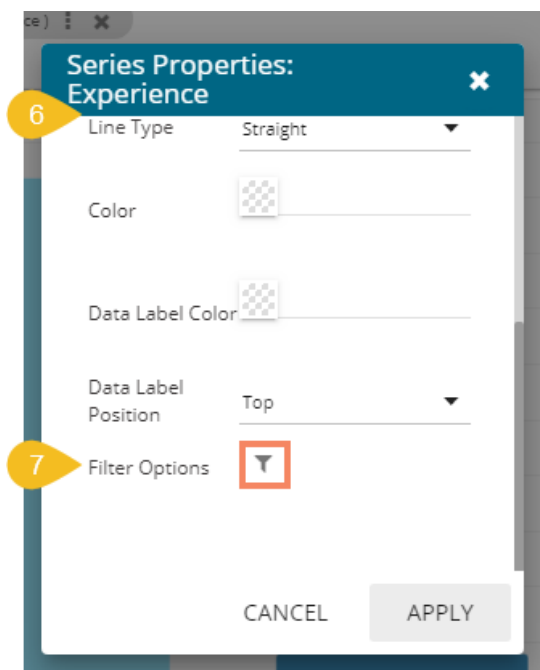 ce )
Series Properties:
Experience
6
Line Type Straight
Color
Data Label Color
Data Label
Position Top
7
Filter Options
CANCEL APPLY